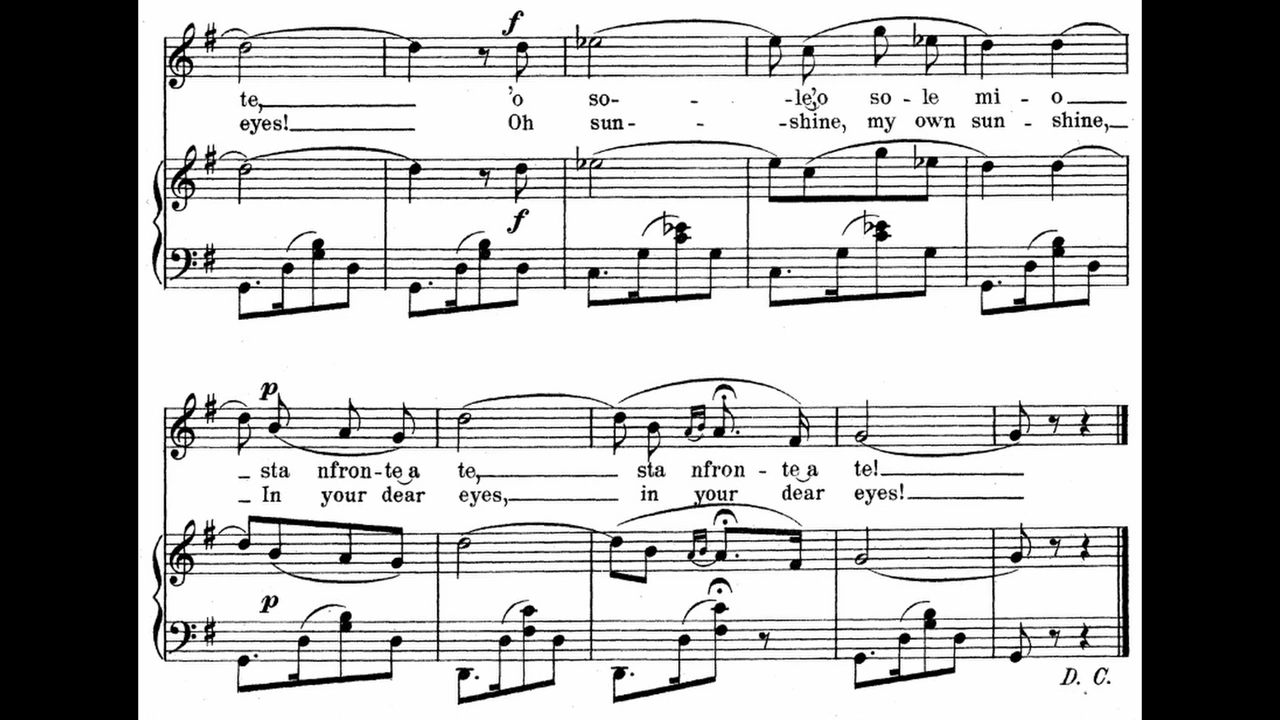 f
te, ’o so- - - -le,’o so - le mi - o
eyes! Oh sun- - - -shine, my own sun - shine,
f
p
sta nfron-te a te, sta nfron - te a te!
In your dear eyes, in your dear eyes!
p
D. C.